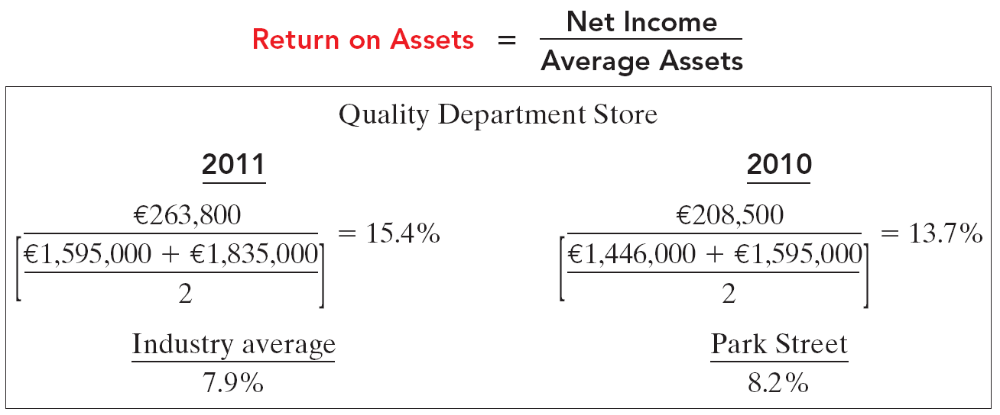 Return on Assets = Net Income
Average Assets
Quality Department Store
2011
€263,800
[€1,595,000 + €1,835,000]
2
= 15.4%
Industry average
7.9%
2010
€208,500
[€1,446,000 + €1,595,000]
2
= 13.7%
Park Street
8.2%